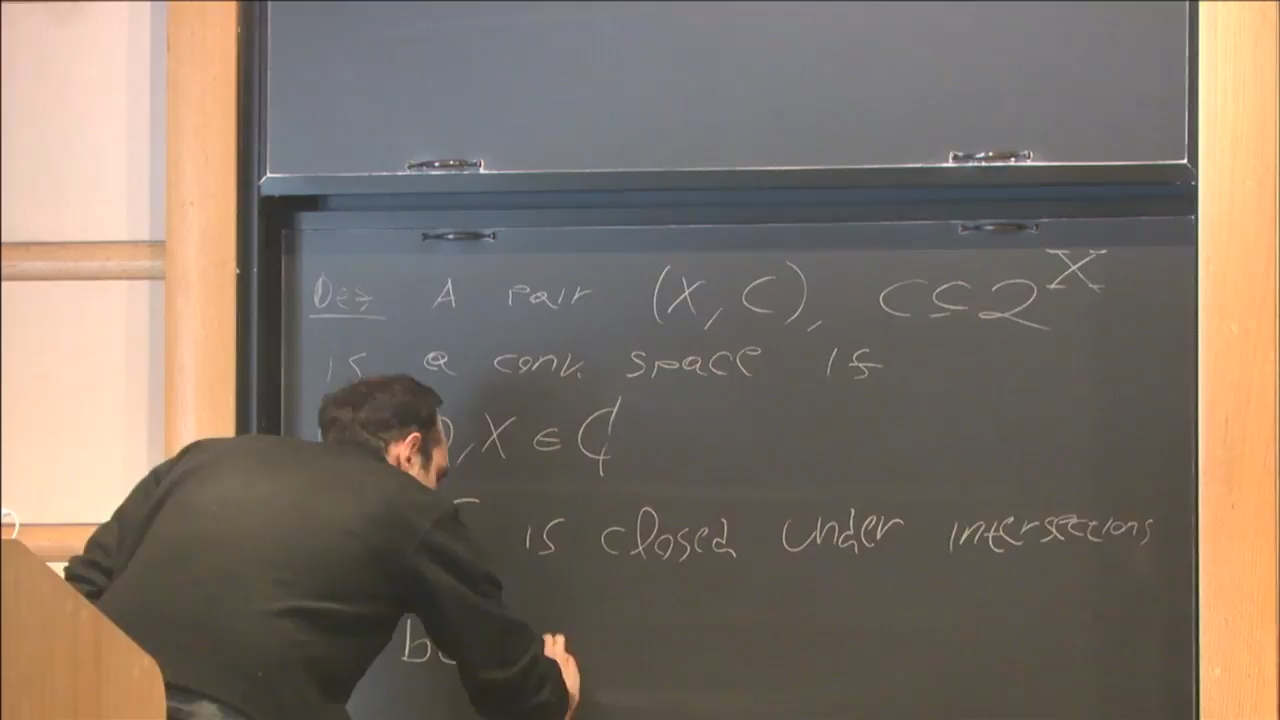 Def A pair (X, C), C ⊆ 2^X
is a conv. space if
, X ∈ C
is closed under intersections